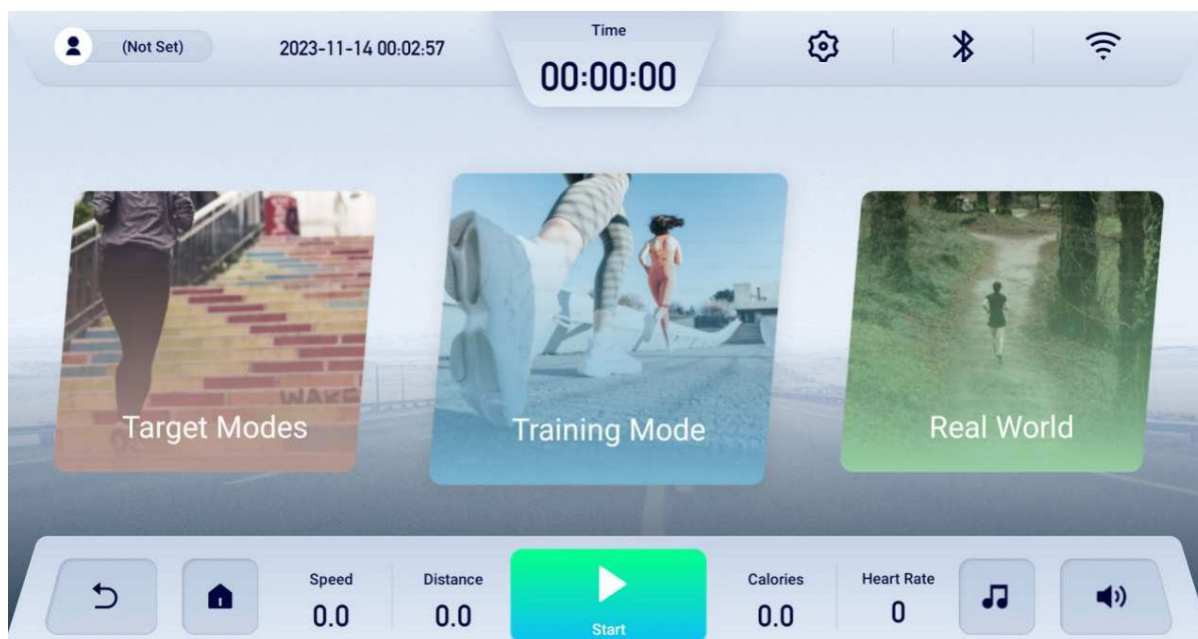 (Not Set)
2023-11-14 00:02:57
Time
00:00:00
WAKE
Target Modes
Training Mode
Real World
Speed
0.0
Distance
0.0
Start
Calories
0.0
Heart Rate
0